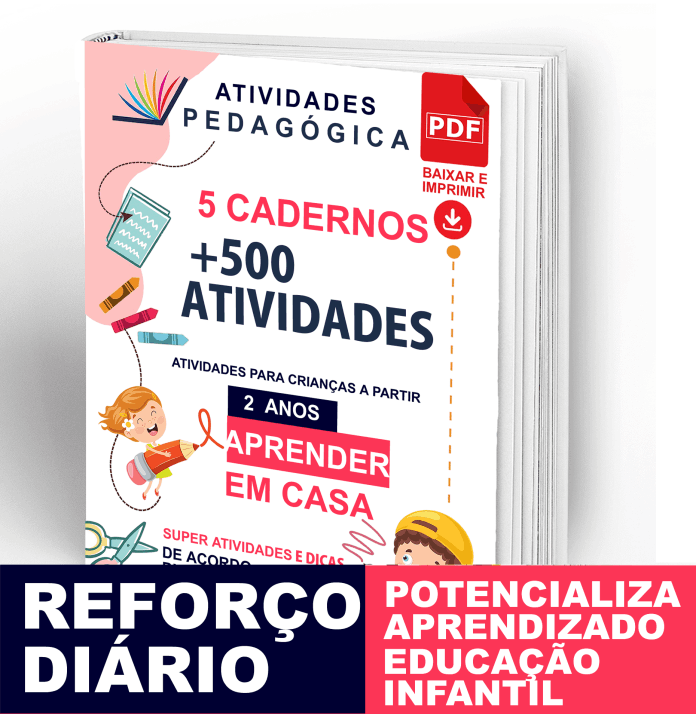 ATIVIDADES
PEDAGÓGICA
PDF
BAIXAR E
IMPRIMIR
5 CADERNOS
+500
ATIVIDADES
ATIVIDADES PARA CRIANÇAS A PARTIR
2 ANOS
APRENDER
EM CASA
SUPER ATIVIDADES E DICAS
DE ACORDO
REFORÇO
DIÁRIO
POTENCIALIZA
APRENDIZADO
EDUCAÇÃO
INFANTIL